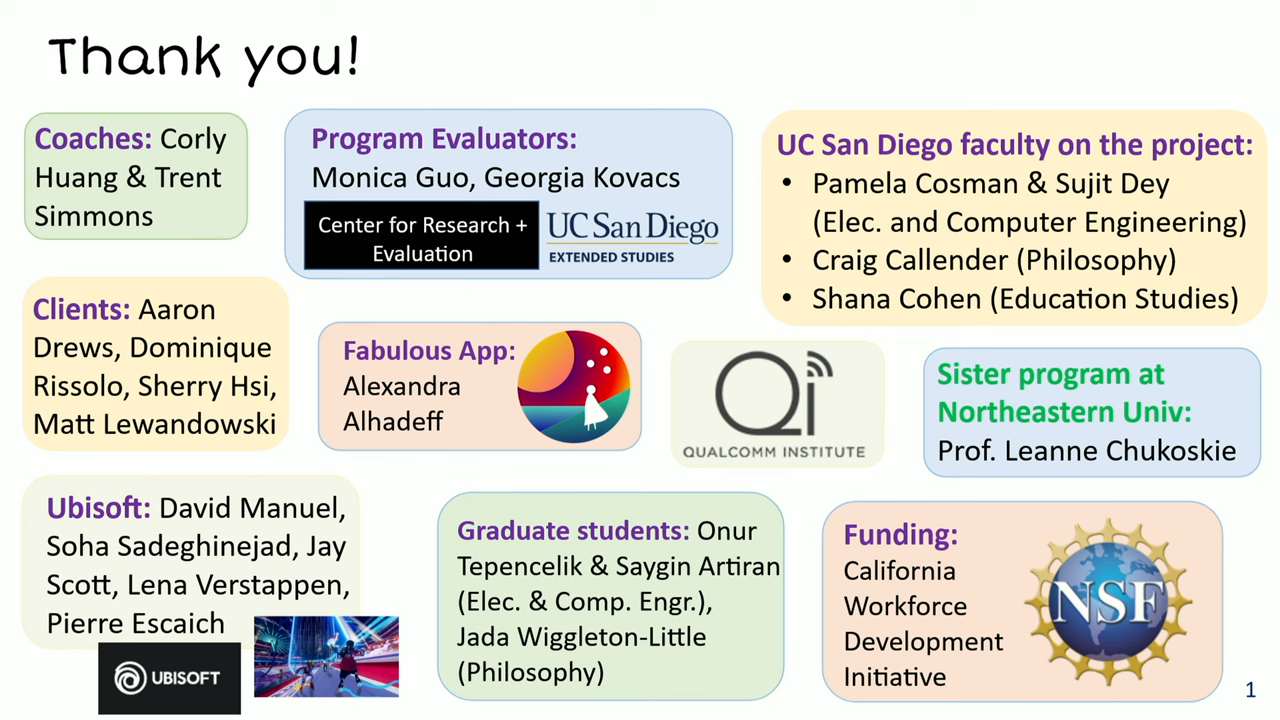 Thank you!
Coaches: Corly
Huang & Trent
Simmons
Program Evaluators:
Monica Guo, Georgia Kovacs
Center for Research +
Evaluation
UC San Diego
EXTENDED STUDIES
UC San Diego faculty on the project:
• Pamela Cosman & Sujit Dey
(Elec. and Computer Engineering)
• Craig Callender (Philosophy)
• Shana Cohen (Education Studies)
Clients: Aaron
Drews, Dominique
Rissolo, Sherry Hsi,
Matt Lewandowski
Fabulous App:
Alexandra
Alhadeff
QI
QUALCOMM INSTITUTE
Sister program at
Northeastern Univ:
Prof. Leanne Chukoskie
Ubisoft: David Manuel,
Soha Sadeghinejad, Jay
Scott, Lena Verstappen,
Pierre Escaich
UBISOFT
Graduate students: Onur
Tepencelik & Saygin Artiran
(Elec. & Comp. Engr.),
Jada Wiggleton-Little
(Philosophy)
Funding:
California
Workforce
Development
Initiative
NSF
1